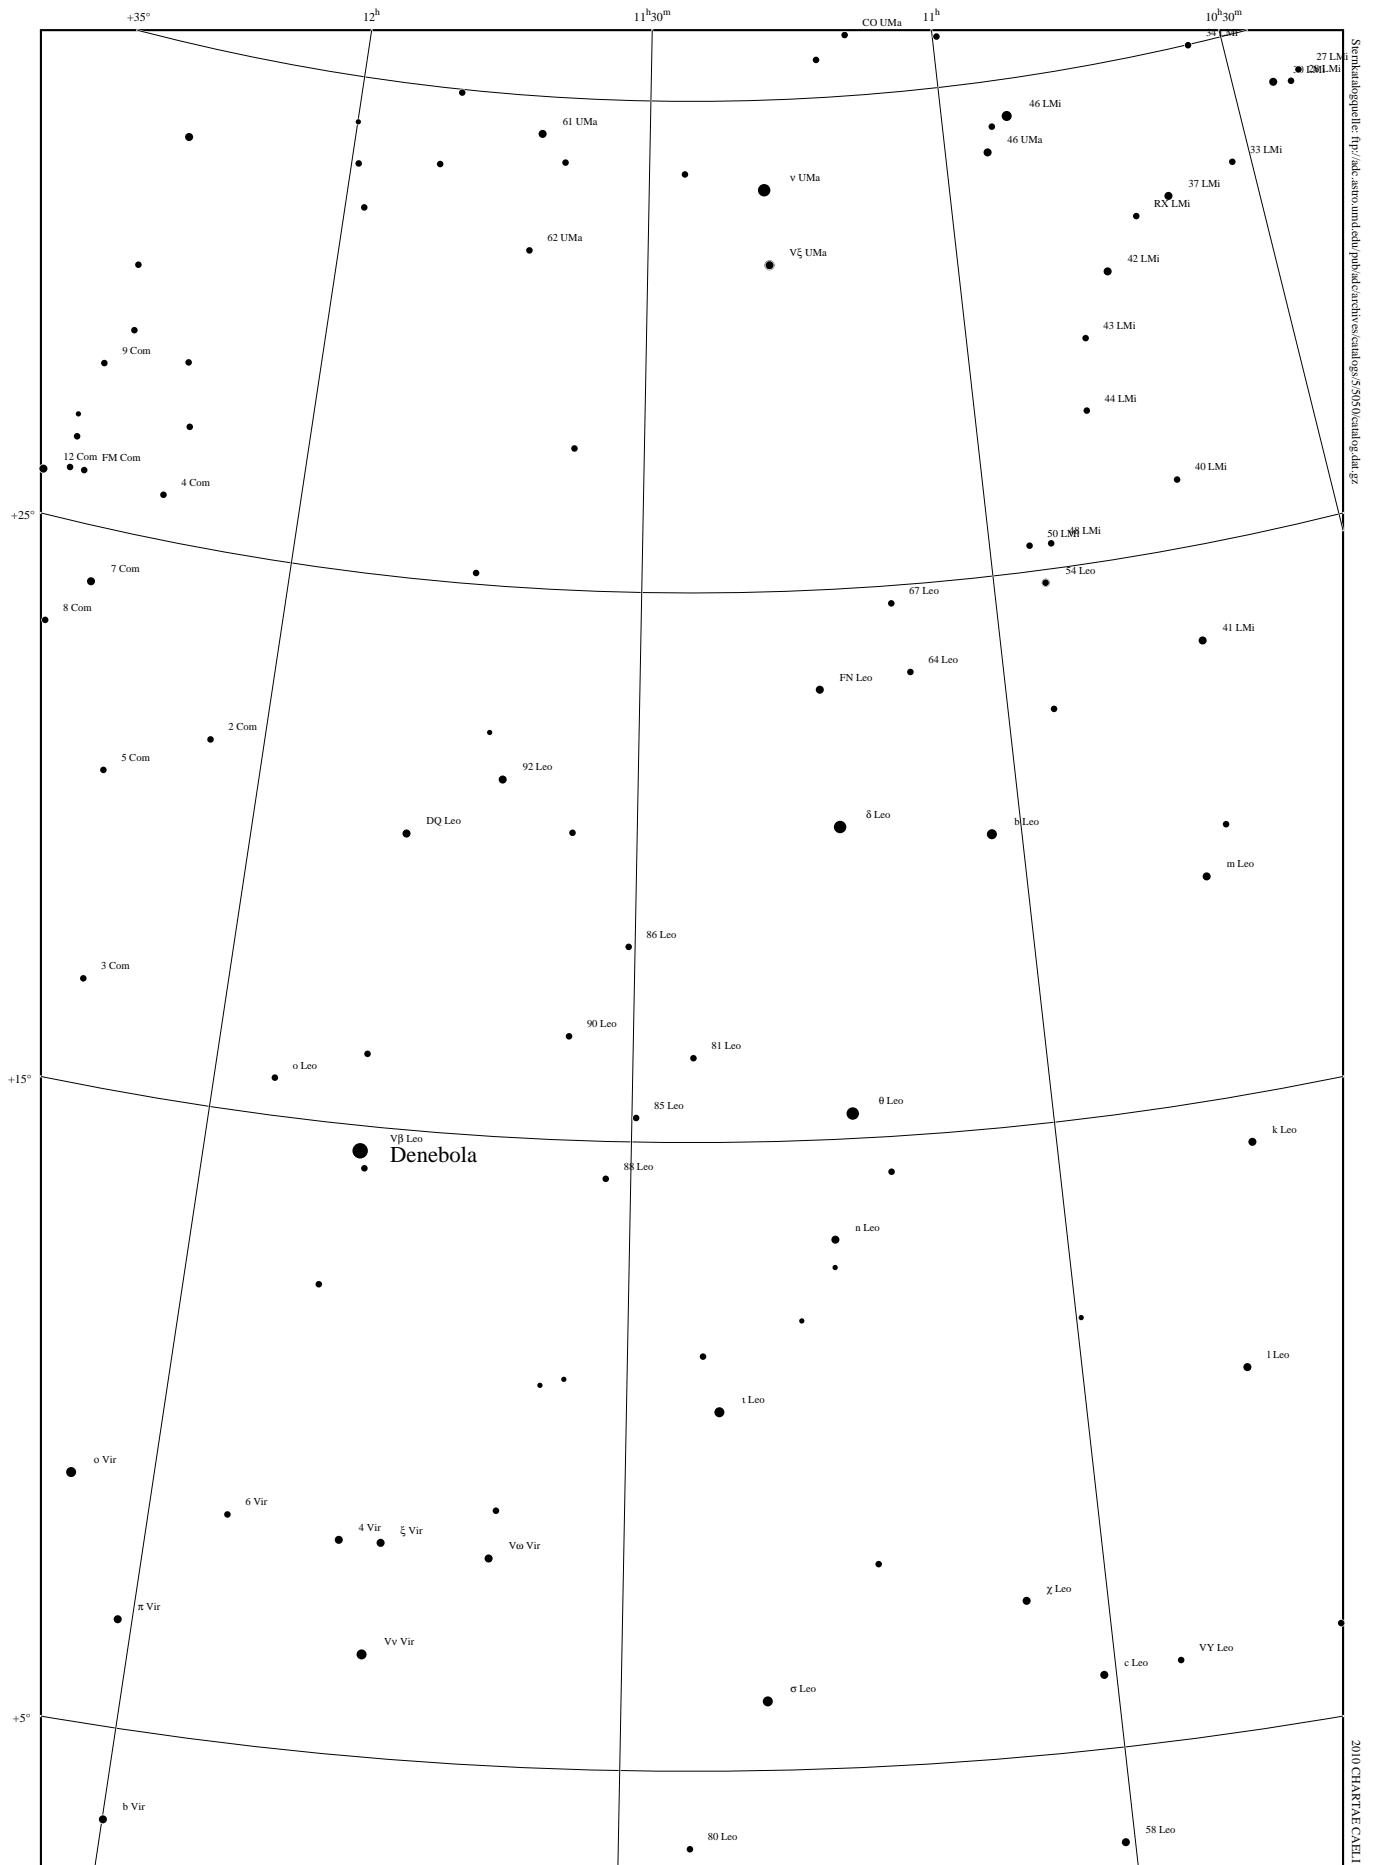 +35°
12h
11h30m
CO UMa
11h
10h30m
34 LMi
27 LMi
28 LMi
30 LMi
46 LMi
61 UMa
46 UMa
33 LMi
ν UMa
37 LMi
RX LMi
62 UMa
Vξ UMa
42 LMi
43 LMi
9 Com
44 LMi
12 Com
FM Com
4 Com
40 LMi
+25°
50 LMi
48 LMi
7 Com
54 Leo
67 Leo
8 Com
41 LMi
64 Leo
FN Leo
2 Com
5 Com
92 Leo
DQ Leo
δ Leo
b Leo
m Leo
86 Leo
3 Com
90 Leo
81 Leo
o Leo
+15°
85 Leo
θ Leo
k Leo
Vβ Leo
Denebola
88 Leo
n Leo
l Leo
ι Leo
o Vir
6 Vir
4 Vir
ξ Vir
Vω Vir
χ Leo
π Vir
Vν Vir
VY Leo
c Leo
σ Leo
+5°
b Vir
80 Leo
58 Leo
Sternkatalogquelle: ftp://adc.astro.umd.edu/pub/adc/archives/catalogs/5/5050/catalog.dat.gz
2010 CHARTAE CAELI